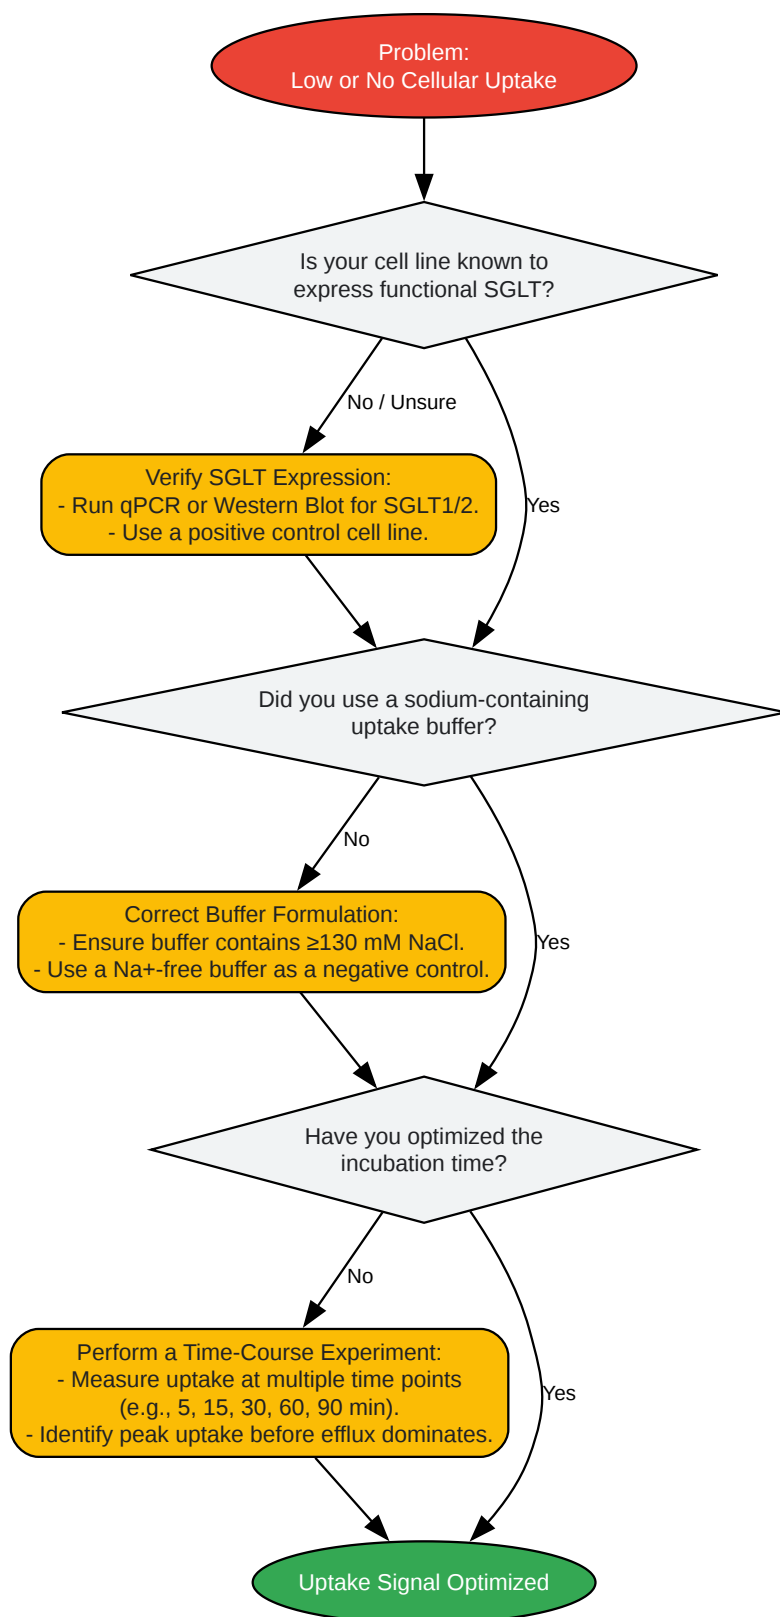 Problem:
Low or No Cellular Uptake
Is your cell line known to
express functional SGLT?
No / Unsure
Verify SGLT Expression:
- Run qPCR or Western Blot for SGLT1/2.
- Use a positive control cell line.
Yes
Did you use a sodium-containing
uptake buffer?
No
Correct Buffer Formulation:
- Ensure buffer contains ≥130 mM NaCl.
- Use a Na+-free buffer as a negative control.
Yes
Have you optimized the
incubation time?
No
Perform a Time-Course Experiment:
- Measure uptake at multiple time points
(e.g., 5, 15, 30, 60, 90 min).
- Identify peak uptake before efflux dominates.
Yes
Uptake Signal Optimized